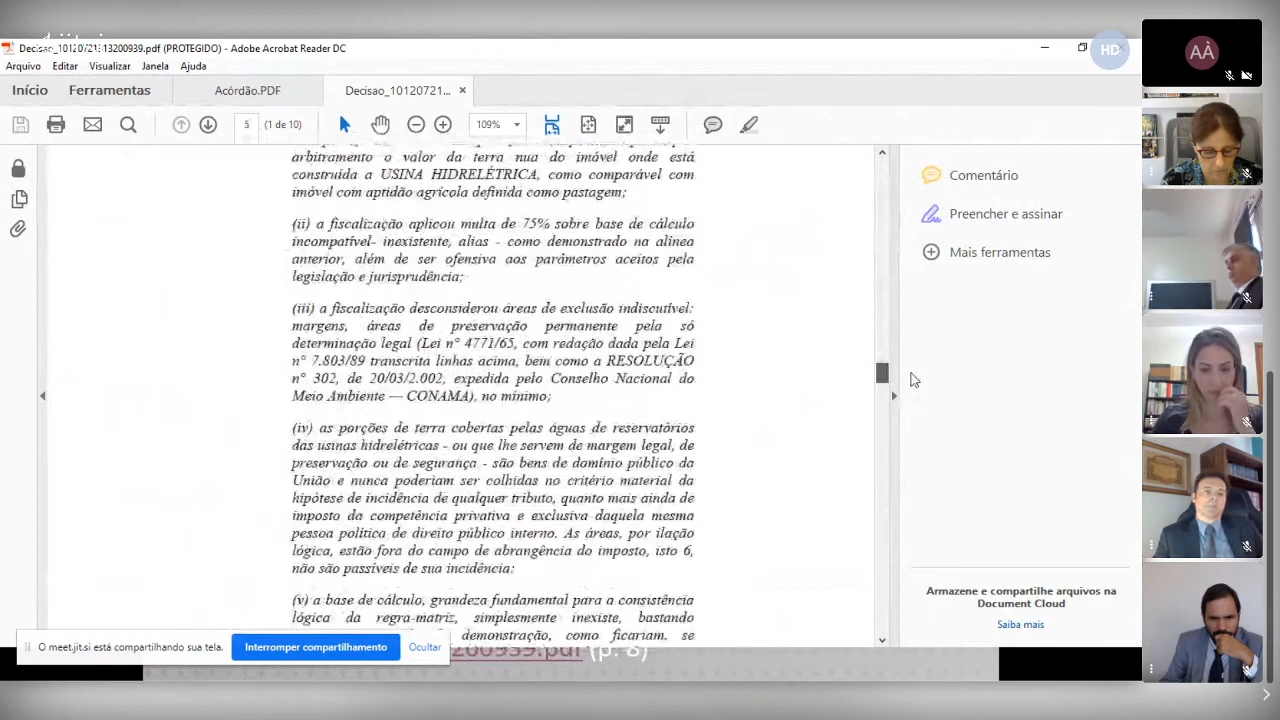 Decisao_10120721313200939.pdf (PROTEGIDO) - Adobe Acrobat Reader DC
HD
AÀ
Arquivo Editar Visualizar Janela Ajuda
Início Ferramentas Acórdão.PDF Decisao_10120721...
5 (1 de 10) 109%
arbitramento o valor da terra nua do imóvel onde está
construída a USINA HIDRELÉTRICA, como comparável com
imóvel com aptidão agrícola definida como pastagem;
(ii) a fiscalização aplicou multa de 75% sobre base de cálculo
incompatível- inexistente, alias - como demonstrado na alínea
anterior, além de ser ofensiva aos parâmetros aceitos pela
legislação e jurisprudência;
(iii) a fiscalização desconsiderou áreas de exclusão indiscutível:
margens, áreas de preservação permanente pela só
determinação legal (Lei n° 4771/65, com redação dada pela Lei
n° 7.803/89 transcrita linhas acima, bem como a RESOLUÇÃO
n° 302, de 20/03/2.002, expedida pelo Conselho Nacional do
Meio Ambiente — CONAMA), no mínimo;
(iv) as porções de terra cobertas pelas águas de reservatórios
das usinas hidrelétricas - ou que lhe servem de margem legal, de
preservação ou de segurança - são bens de domínio público da
União e nunca poderiam ser colhidas no critério material da
hipótese de incidência de qualquer tributo, quanto mais ainda de
imposto da competência privativa e exclusiva daquela mesma
pessoa política de direito público interno. As áreas, por ilação
lógica, estão fora do campo de abrangência do imposto, isto 6,
não são passiveis de sua incidência;
(v) a base de cálculo, grandeza fundamental para a consistência
lógica da regra-matriz, simplesmente inexiste, bastando
demonstração, como ficariam. se
Comentário
Preencher e assinar
Mais ferramentas
Armazene e compartilhe arquivos na
Document Cloud
Saiba mais
O meet.jit.si está compartilhando sua tela. Interromper compartilhamento Ocultar
200939.pdf (p. 8)